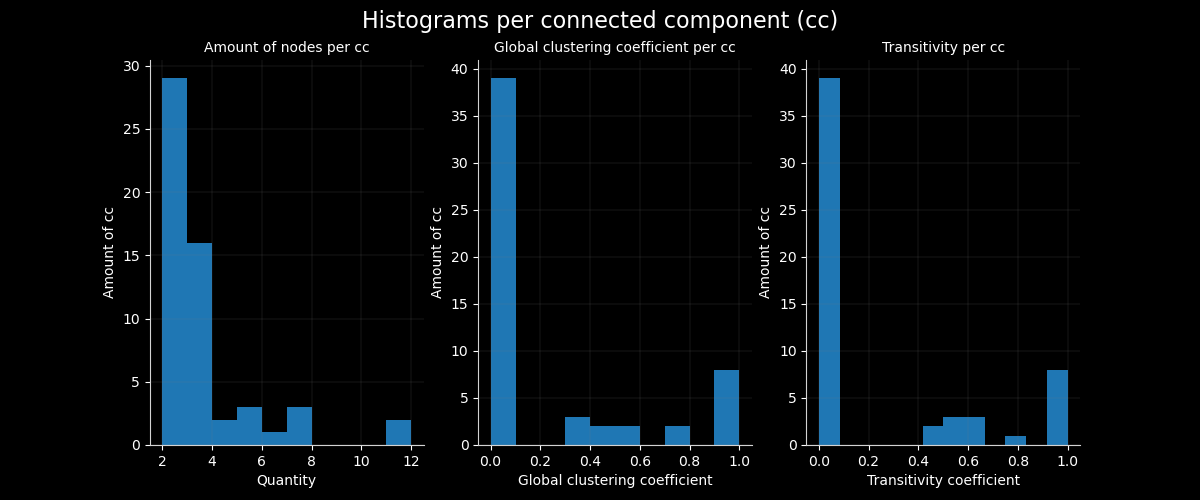 Histograms per connected component (cc)
Amount of nodes per cc
Global clustering coefficient per cc
Transitivity per cc
30
25
20
15
10
5
0
Amount of cc
2 4 6 8 10 12
Quantity
40
35
30
25
20
15
10
5
0
Amount of cc
0.0 0.2 0.4 0.6 0.8 1.0
Global clustering coefficient
40
35
30
25
20
15
10
5
0
Amount of cc
0.0 0.2 0.4 0.6 0.8 1.0
Transitivity coefficient